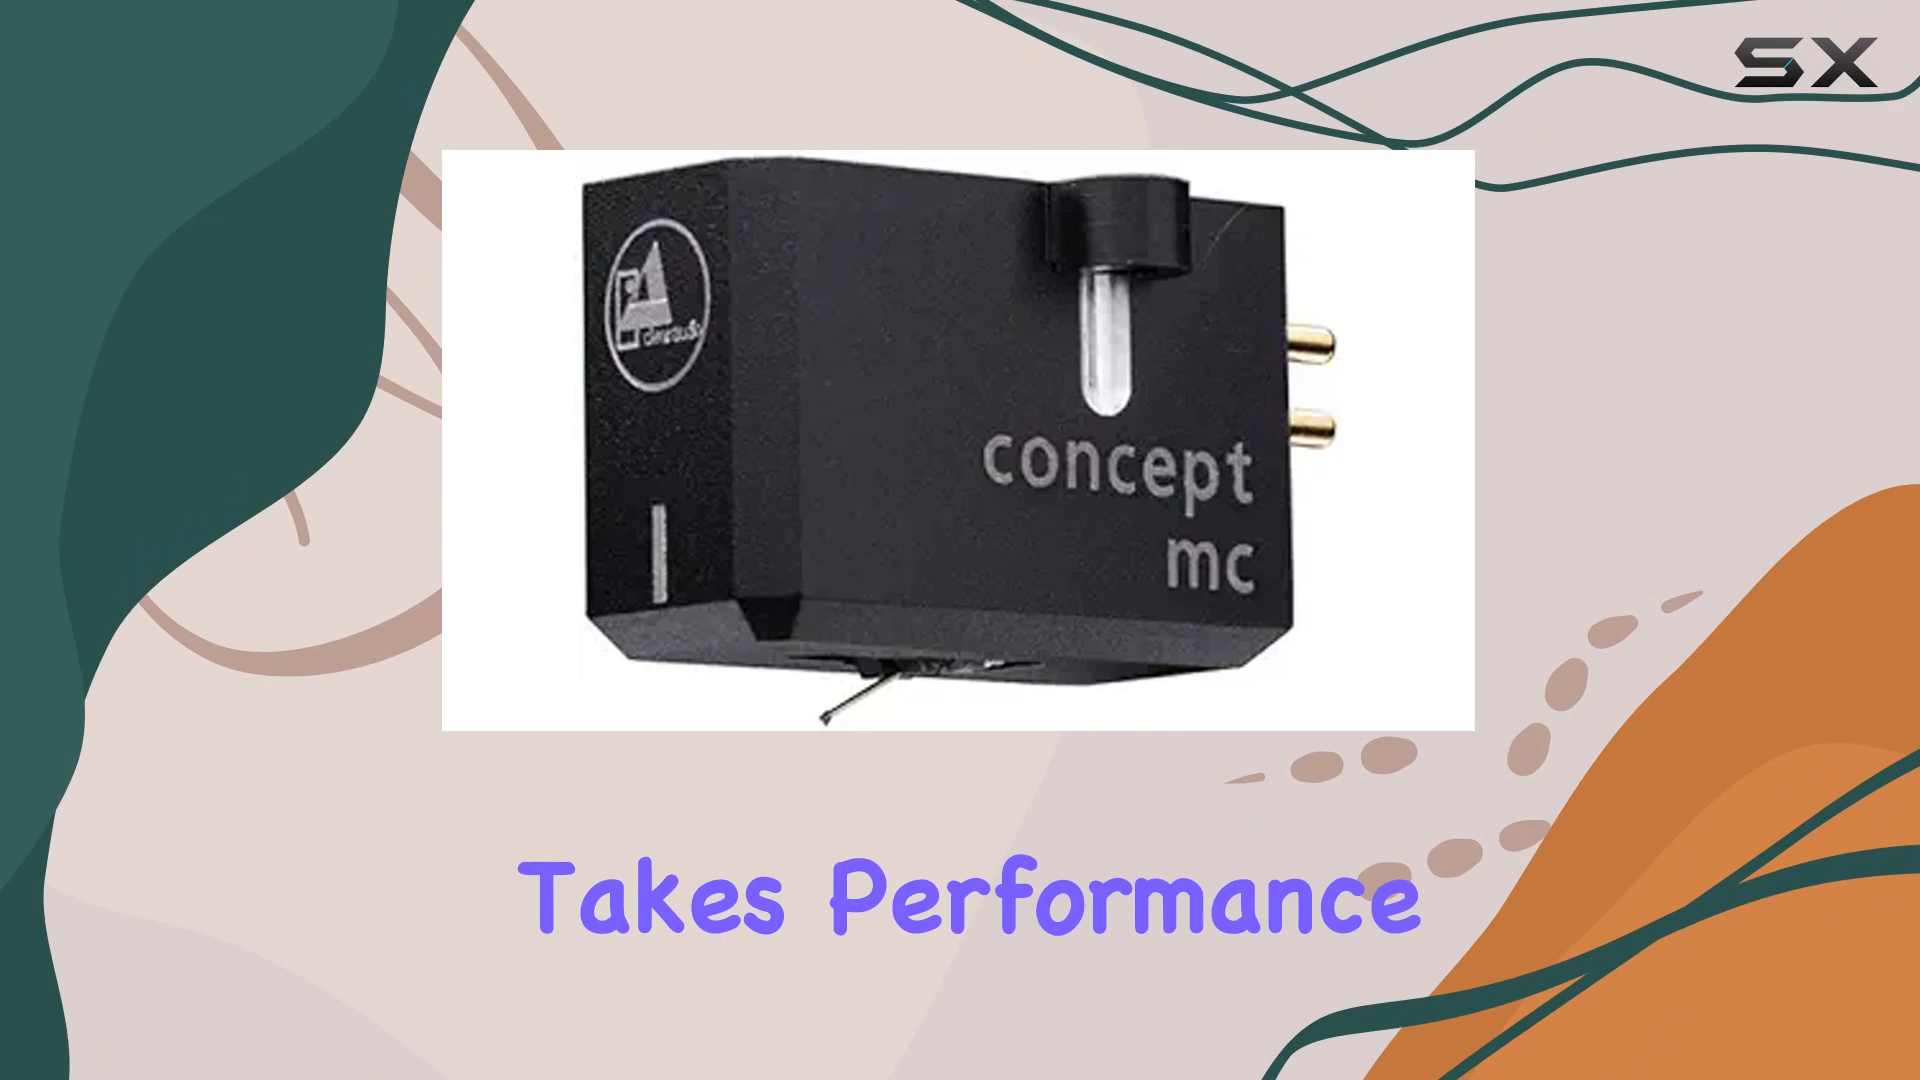 SX
concept
mc
Takes Performance